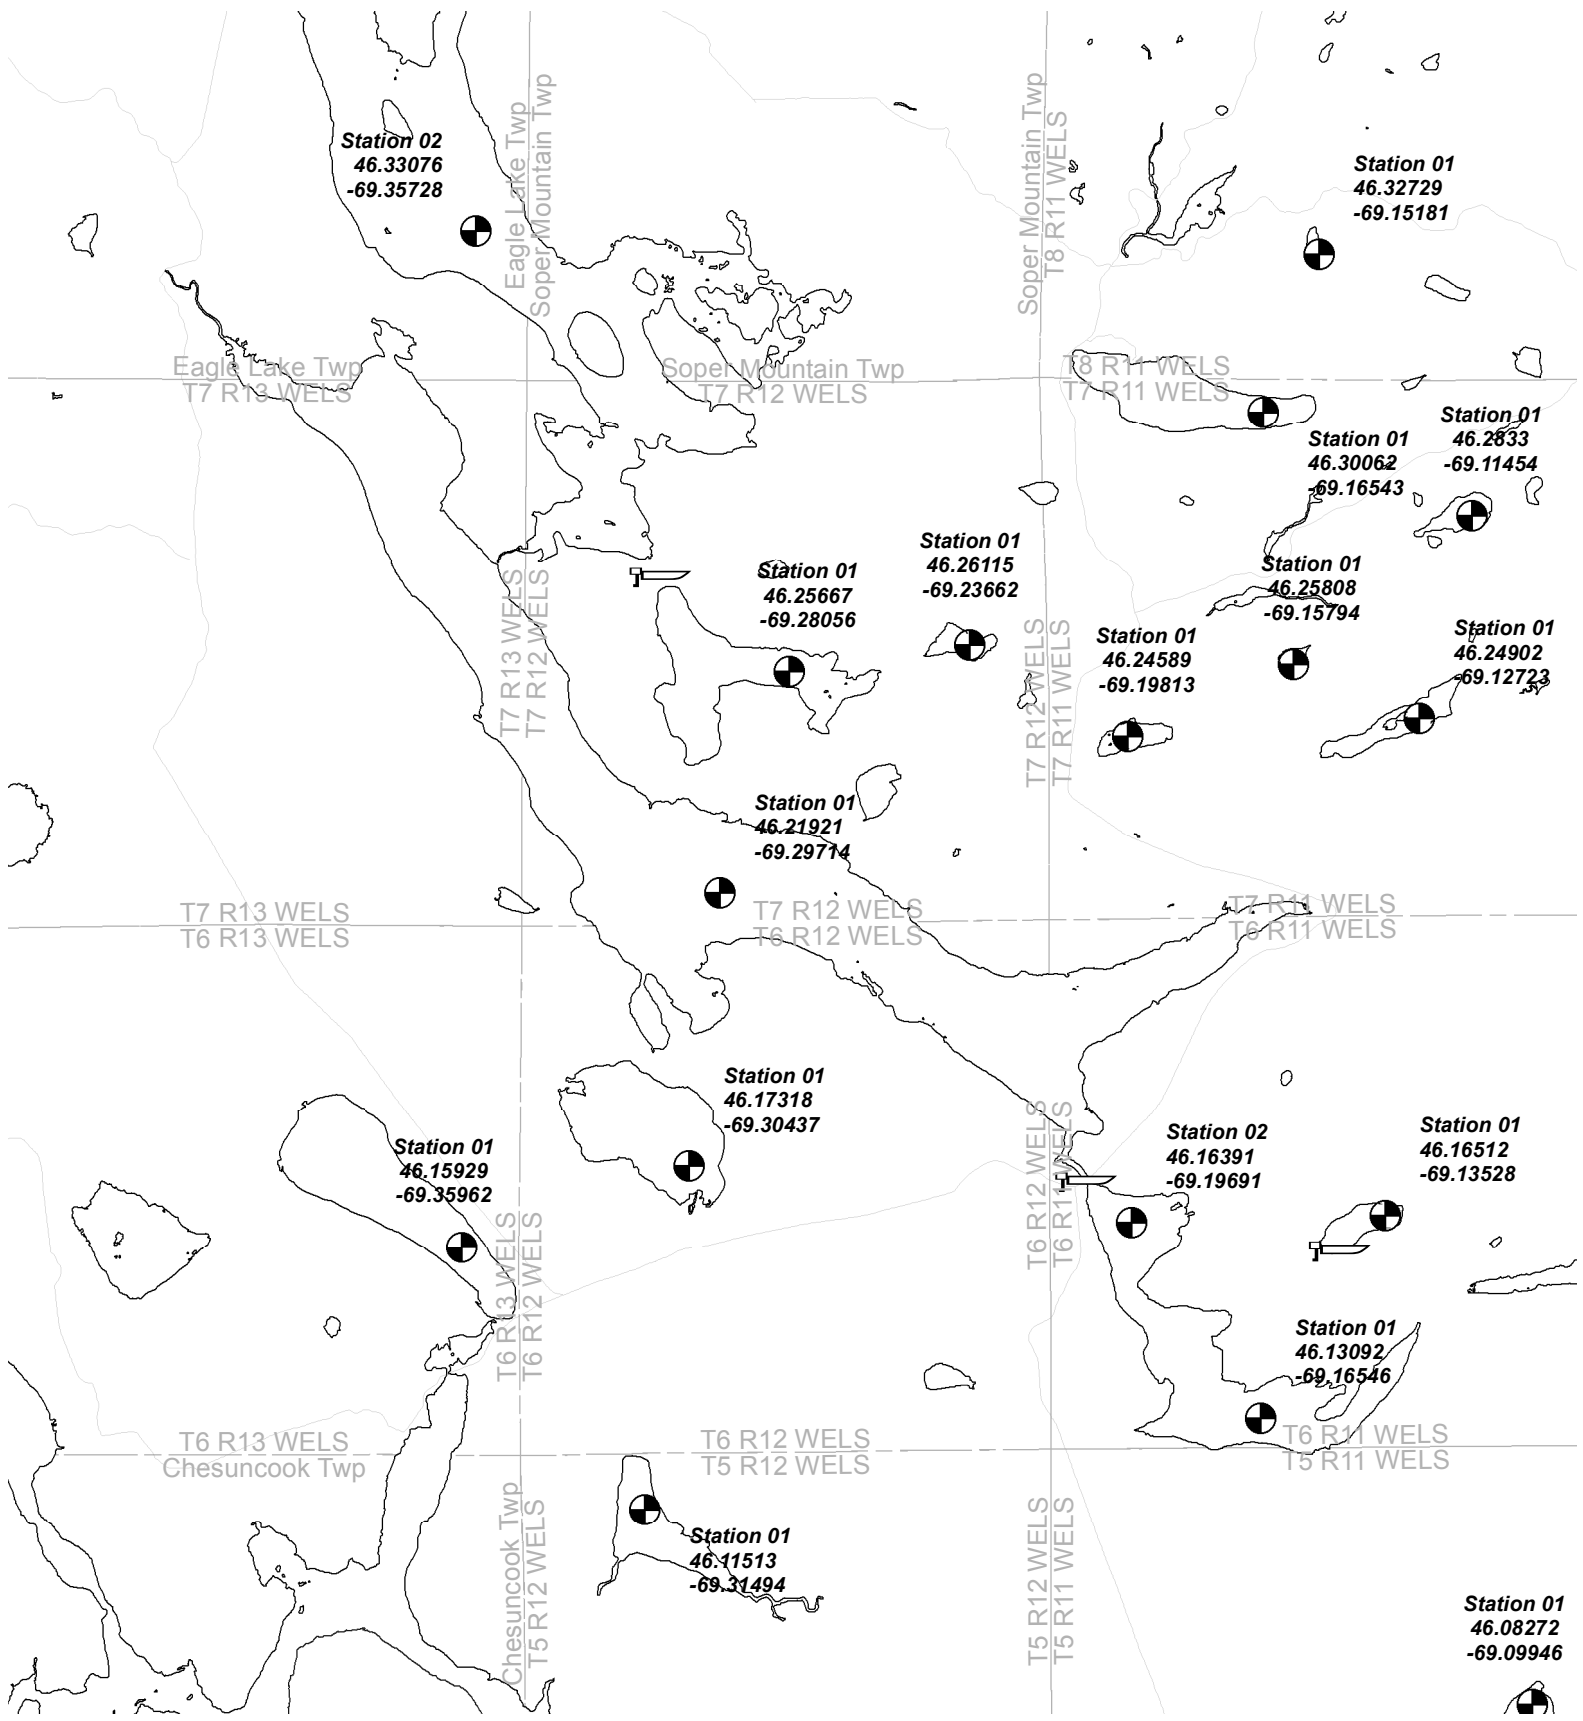 Station 02
46.33076
-69.35728
Eagle Lake Twp
Soper Mountain Twp
Soper Mountain Twp
T8 R11 WELS
Station 01
46.32729
-69.15181
Eagle Lake Twp
T7 R13 WELS
Soper Mountain Twp
T7 R12 WELS
T8 R11 WELS
T7 R11 WELS
Station 01
46.30062
-69.16543
Station 01
46.2833
-69.11454
Station 01
46.25667
-69.28056
Station 01
46.26115
-69.23662
Station 01
46.25808
-69.15794
Station 01
46.24589
-69.19813
Station 01
46.24902
-69.12723
T7 R13 WELS
T7 R12 WELS
T7 R12 WELS
T7 R11 WELS
Station 01
46.21921
-69.29714
T7 R13 WELS
T6 R13 WELS
T7 R12 WELS
T6 R12 WELS
T7 R11 WELS
T6 R11 WELS
Station 01
46.17318
-69.30437
Station 01
46.15929
-69.35962
T6 R12 WELS
T6 R11 WELS
Station 02
46.16391
-69.19691
Station 01
46.16512
-69.13528
T6 R13 WELS
T6 R12 WELS
Station 01
46.13092
-69.16546
T6 R13 WELS
Chesuncook Twp
T6 R12 WELS
T5 R12 WELS
T6 R11 WELS
T5 R11 WELS
Chesuncook Twp
T5 R12 WELS
Station 01
46.11513
-69.31494
T5 R12 WELS
T5 R11 WELS
Station 01
46.08272
-69.09946